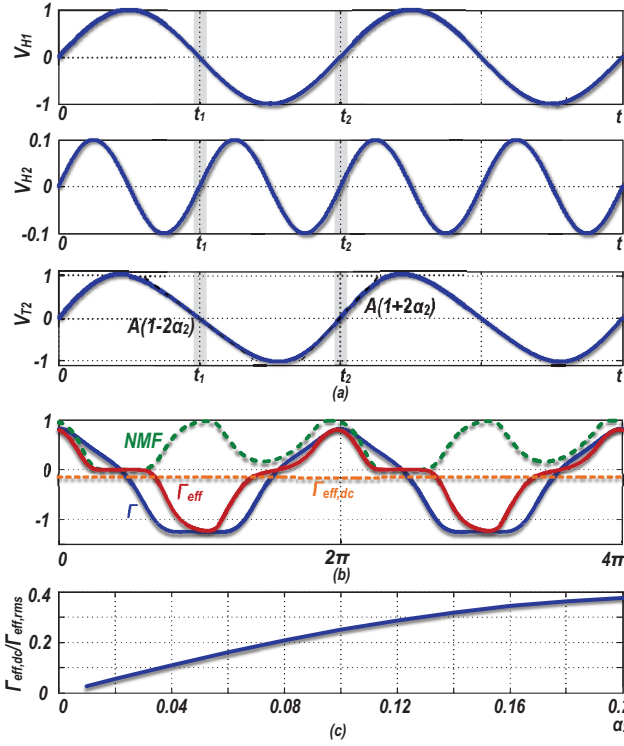 1
V_H1
0
-1
0
t_1
t_2
t
0.1
V_H2
0
-0.1
0
t_1
t_2
t
1
V_T2
0
-1
A(1-2α_2)
A(1+2α_2)
0
t_1
t_2
t
(a)
1
NMF
0
Γ_eff
Γ_eff,dc
Γ
-1
0
2π
4π
(b)
0.4
Γ_eff,dc/Γ_eff,rms
0.2
0
0
0.04
0.08
0.12
0.16
0.2
(c)